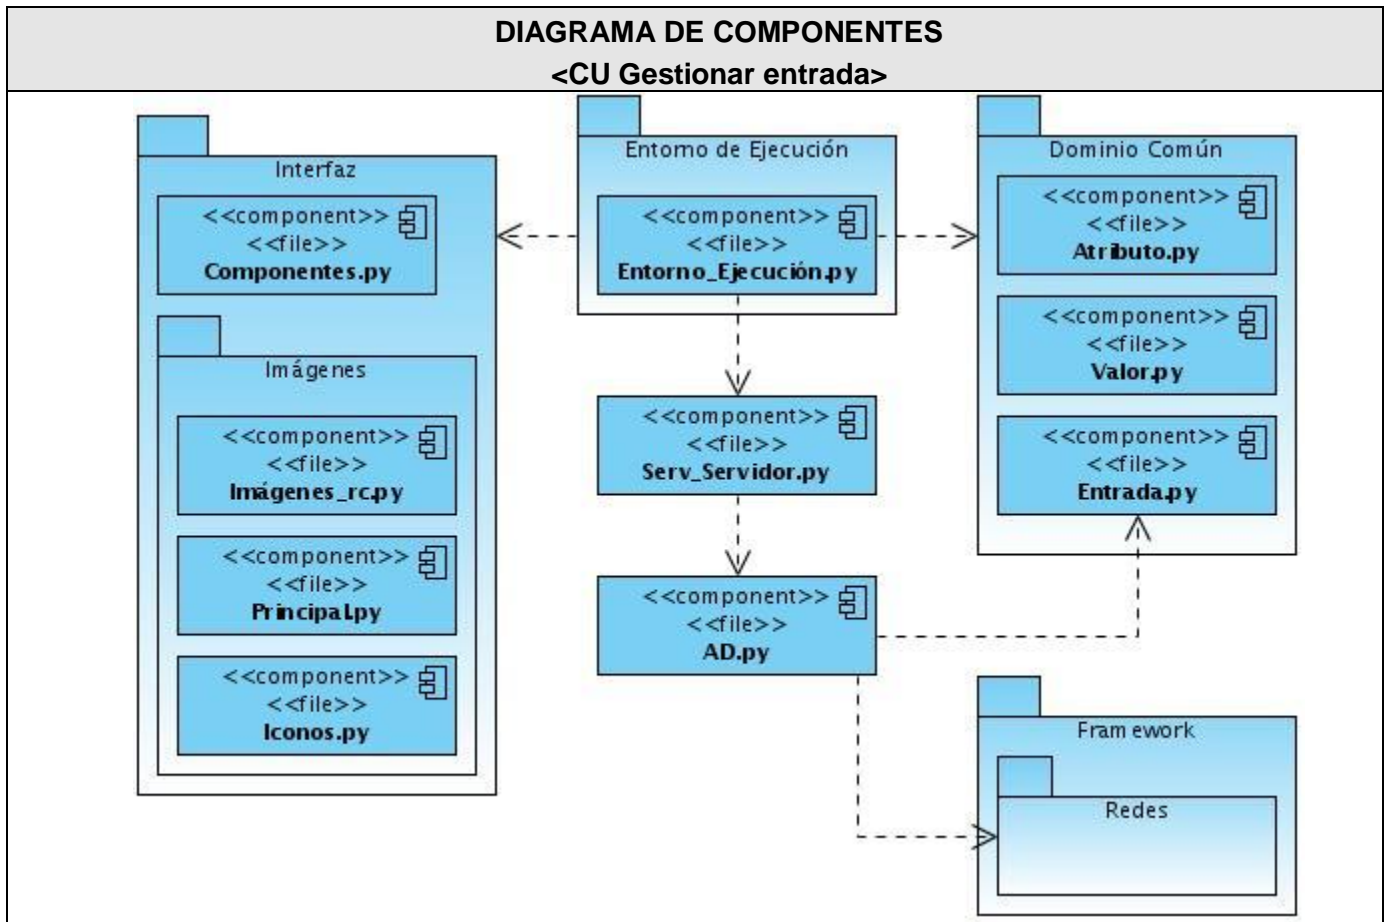 DIAGRAMA DE COMPONENTES
<CU Gestionar entrada>
Interfaz
<<component>>
<<file>>
Componentes.py
Imágenes
<<component>>
<<file>>
Imágenes_rc.py
<<component>>
<<file>>
Principal.py
<<component>>
<<file>>
Iconos.py
Entorno de Ejecución
<<component>>
<<file>>
Entorno_Ejecución.py
<<component>>
<<file>>
Serv_Servidor.py
<<component>>
<<file>>
AD.py
Dominio Común
<<component>>
<<file>>
Atributo.py
<<component>>
<<file>>
Valor.py
<<component>>
<<file>>
Entrada.py
Framework
Redes